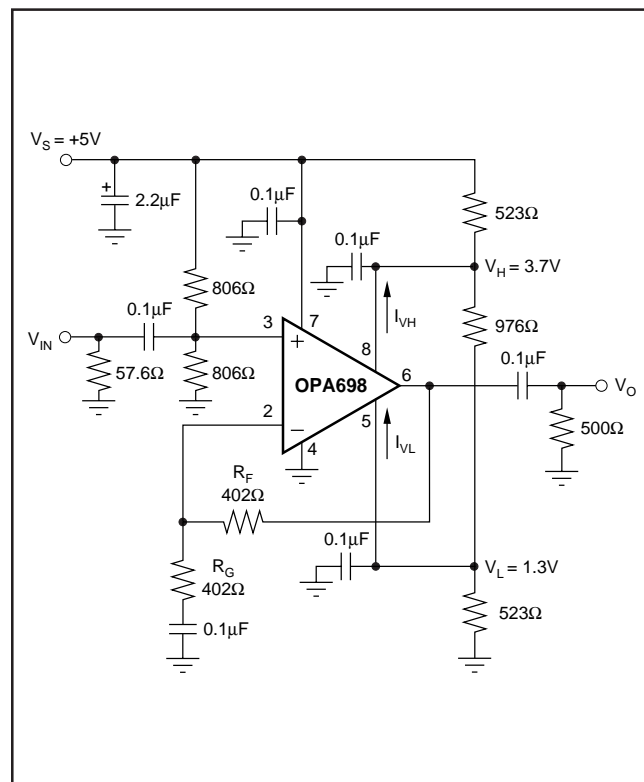 V_S = +5V
+
2.2μF
0.1μF
523Ω
0.1μF
V_H = 3.7V
806Ω
I_VH
976Ω
0.1μF
V_IN
3
7
8
6
0.1μF
V_O
57.6Ω
806Ω
+
OPA698
500Ω
2
−
4
5
I_VL
R_F
402Ω
0.1μF
V_L = 1.3V
R_G
402Ω
0.1μF
523Ω